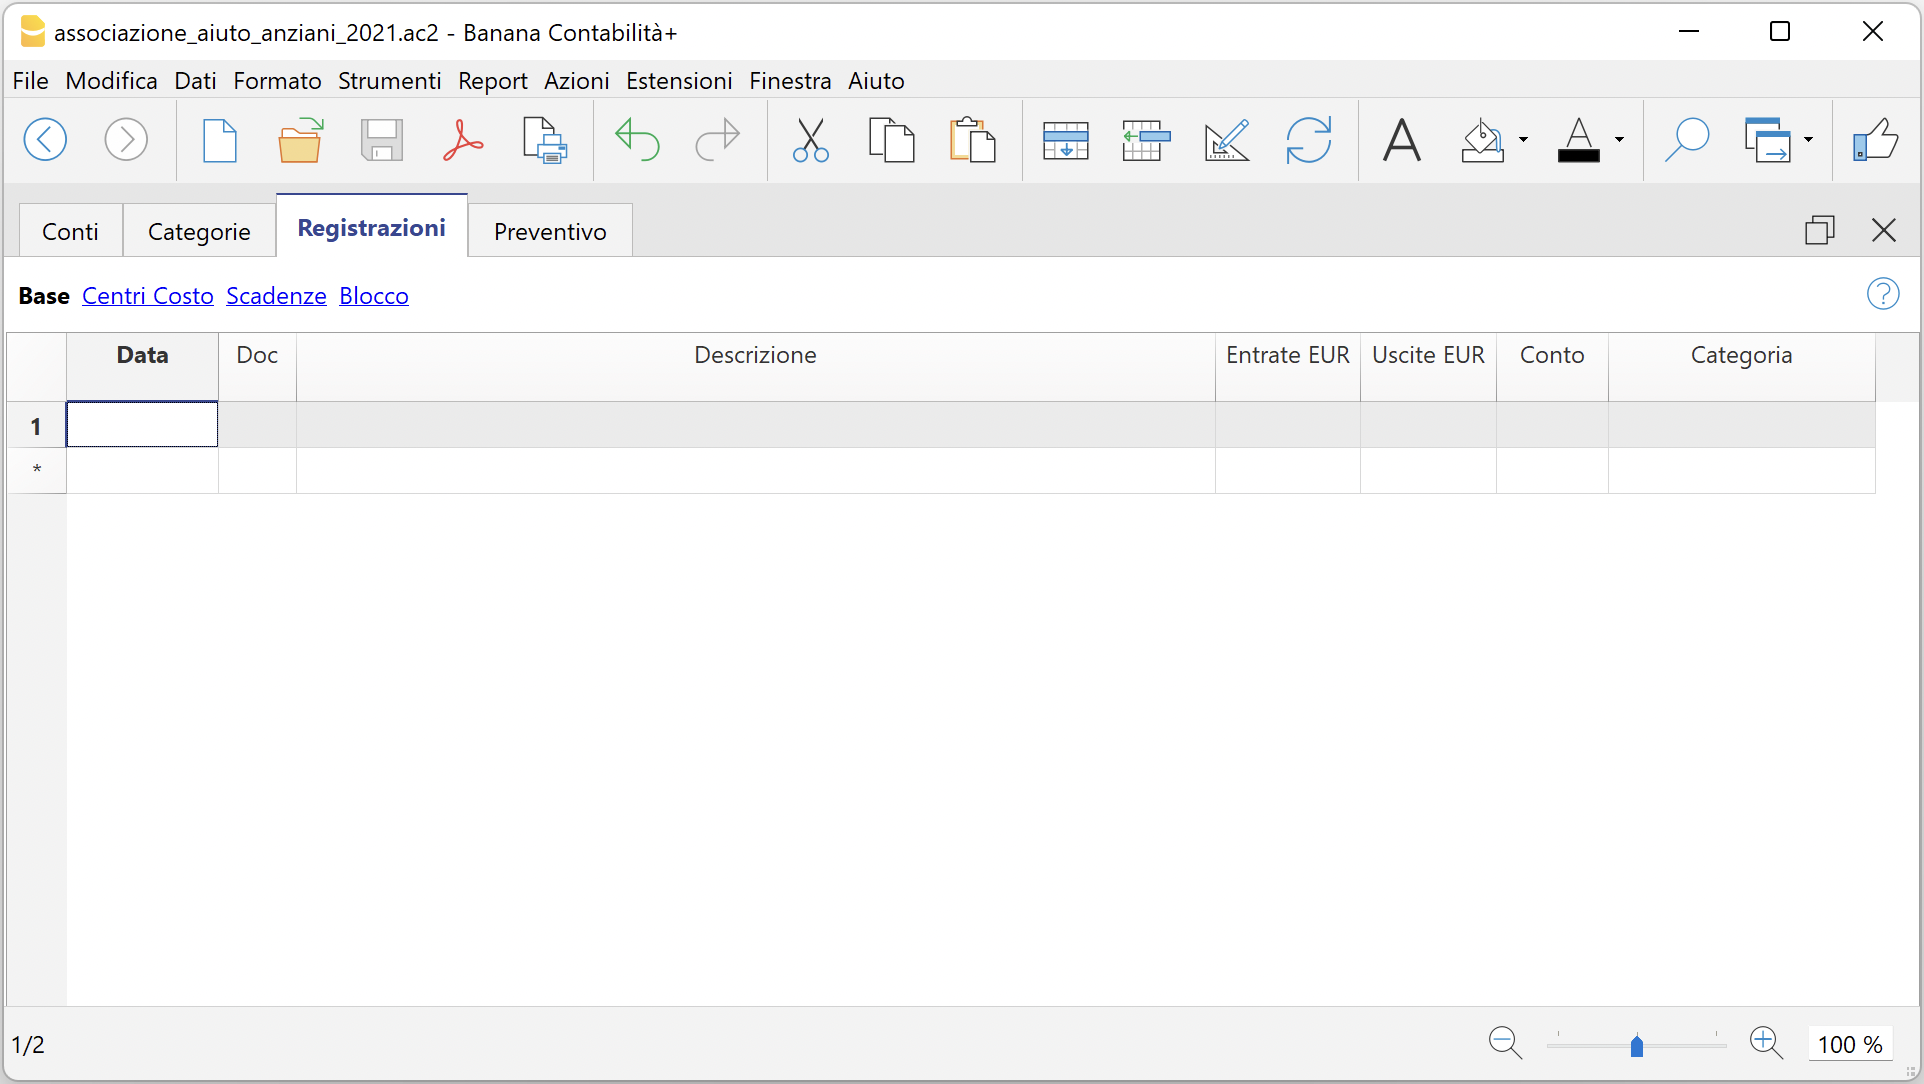 associazione_aiuto_anziani_2021.ac2 - Banana Contabilità+
File Modifica Dati Formato Strumenti Report Azioni Estensioni Finestra Aiuto
Conti Categorie Registrazioni Preventivo
Base Centri Costo Scadenze Blocco
Data Doc Descrizione Entrate EUR Uscite EUR Conto Categoria
1
*
1/2 100 %